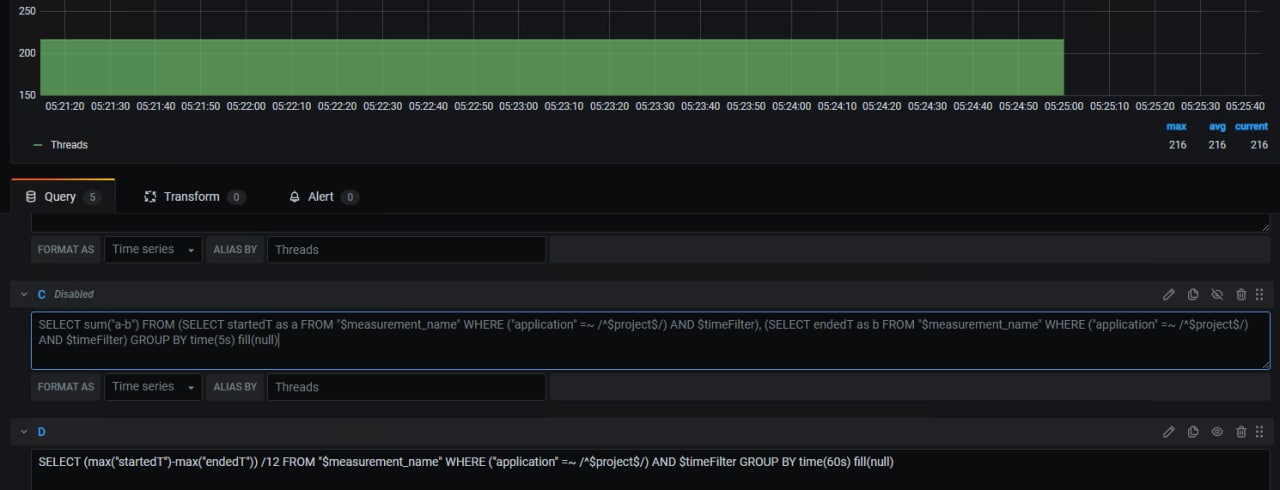 250
200
150
05:21:20 05:21:30 05:21:40 05:21:50 05:22:00 05:22:10 05:22:20 05:22:30 05:22:40 05:22:50 05:23:00 05:23:10 05:23:20 05:23:30 05:23:40 05:23:50 05:24:00 05:24:10 05:24:20 05:24:30 05:24:40 05:24:50 05:25:00 05:25:10 05:25:20 05:25:30 05:25:40
max avg current
Threads 216 216 216
Query 5 Transform 0 Alert 0
FORMAT AS Time series ALIAS BY Threads
C Disabled
SELECT sum("a-b") FROM (SELECT startedT as a FROM "$measurement_name" WHERE ("application" =~ /^$project$/) AND $timeFilter), (SELECT endedT as b FROM "$measurement_name" WHERE ("application" =~ /^$project$/)
AND $timeFilter) GROUP BY time(5s) fill(null)
FORMAT AS Time series ALIAS BY Threads
D
SELECT (max("startedT")-max("endedT")) /12 FROM "$measurement_name" WHERE ("application" =~ /^$project$/) AND $timeFilter GROUP BY time(60s) fill(null)